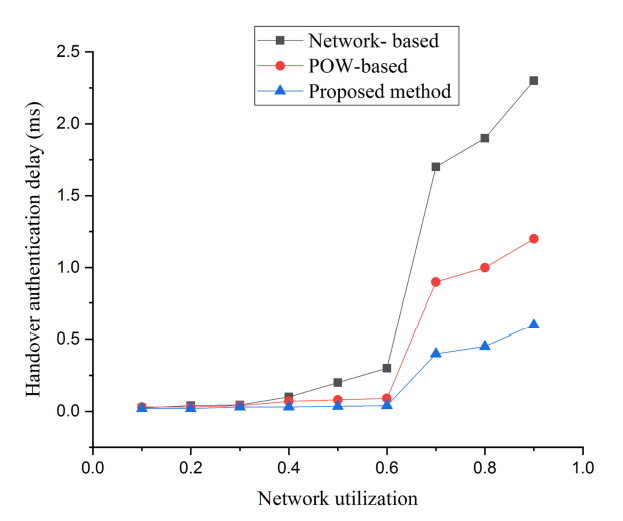 Network- based
POW-based
Proposed method
Handover authentication delay (ms)
2.5
2.0
1.5
1.0
0.5
0.0
0.0 0.2 0.4 0.6 0.8 1.0
Network utilization